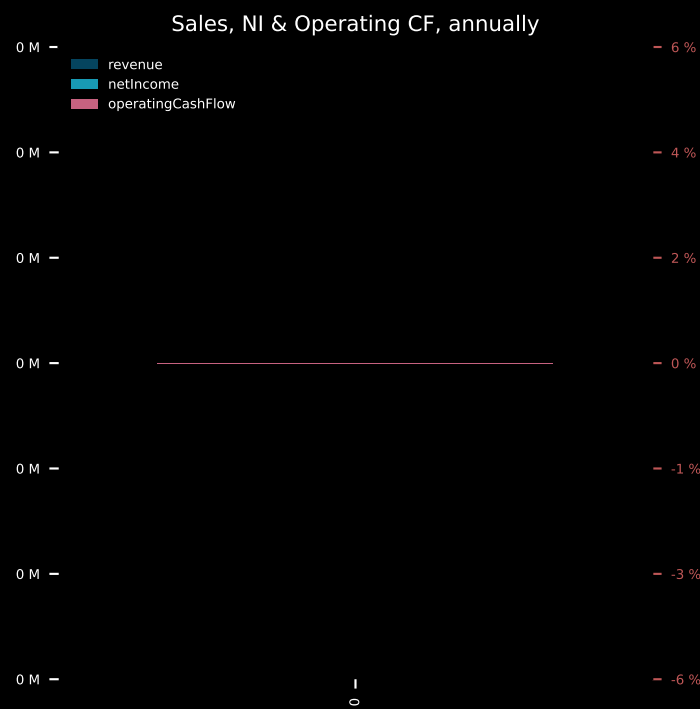 Sales, NI & Operating CF, annually
0 M
6 %
revenue
netIncome
operatingCashFlow
0 M
4 %
0 M
2 %
0 M
0 %
0 M
-1 %
0 M
-3 %
0 M
-6 %
0